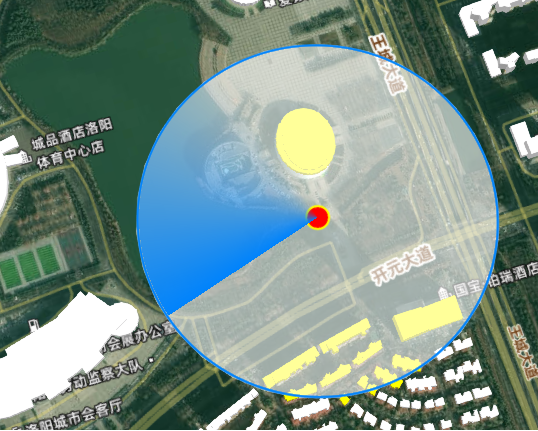 王城大道
城品酒店洛阳
体育中心店
开元大道
国宝
珀瑞酒店
会展办公室
动监察大队
洛阳城市会客厅
王城大道